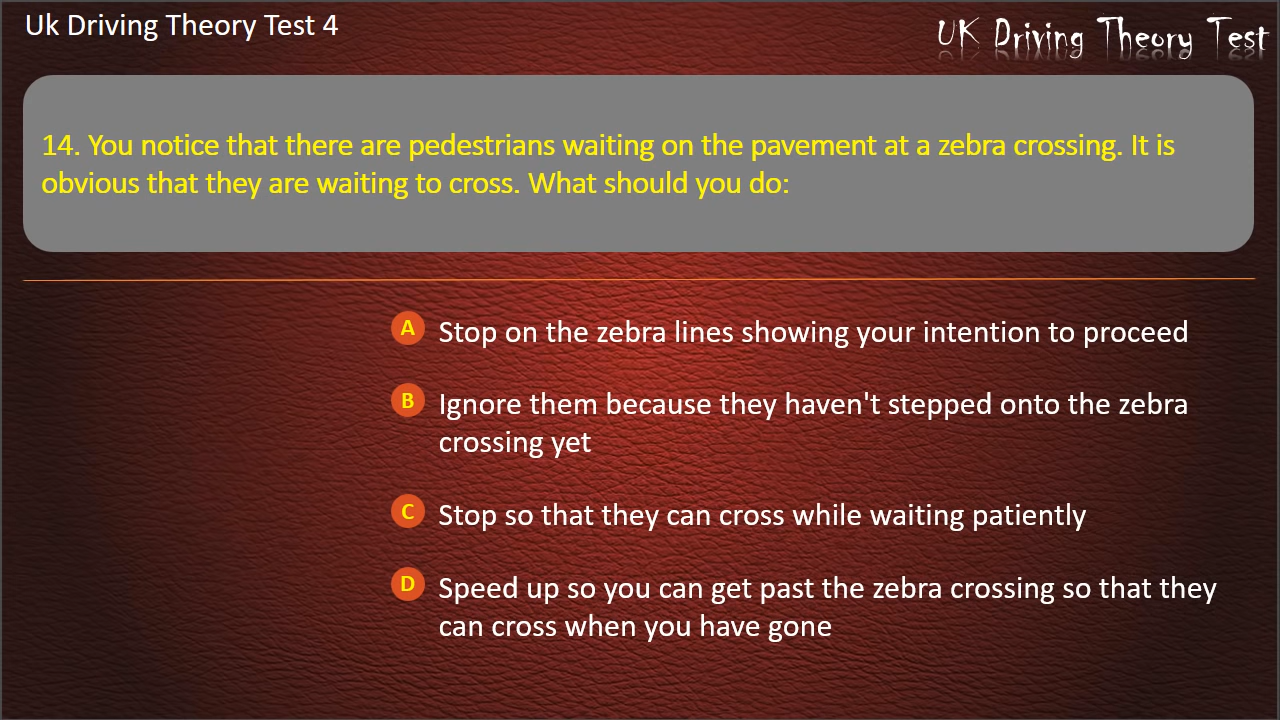 Uk Driving Theory Test 4
UK Driving Theory Test
14. You notice that there are pedestrians waiting on the pavement at a zebra crossing. It is
obvious that they are waiting to cross. What should you do:
A Stop on the zebra lines showing your intention to proceed
B Ignore them because they haven't stepped onto the zebra
crossing yet
C Stop so that they can cross while waiting patiently
D Speed up so you can get past the zebra crossing so that they
can cross when you have gone